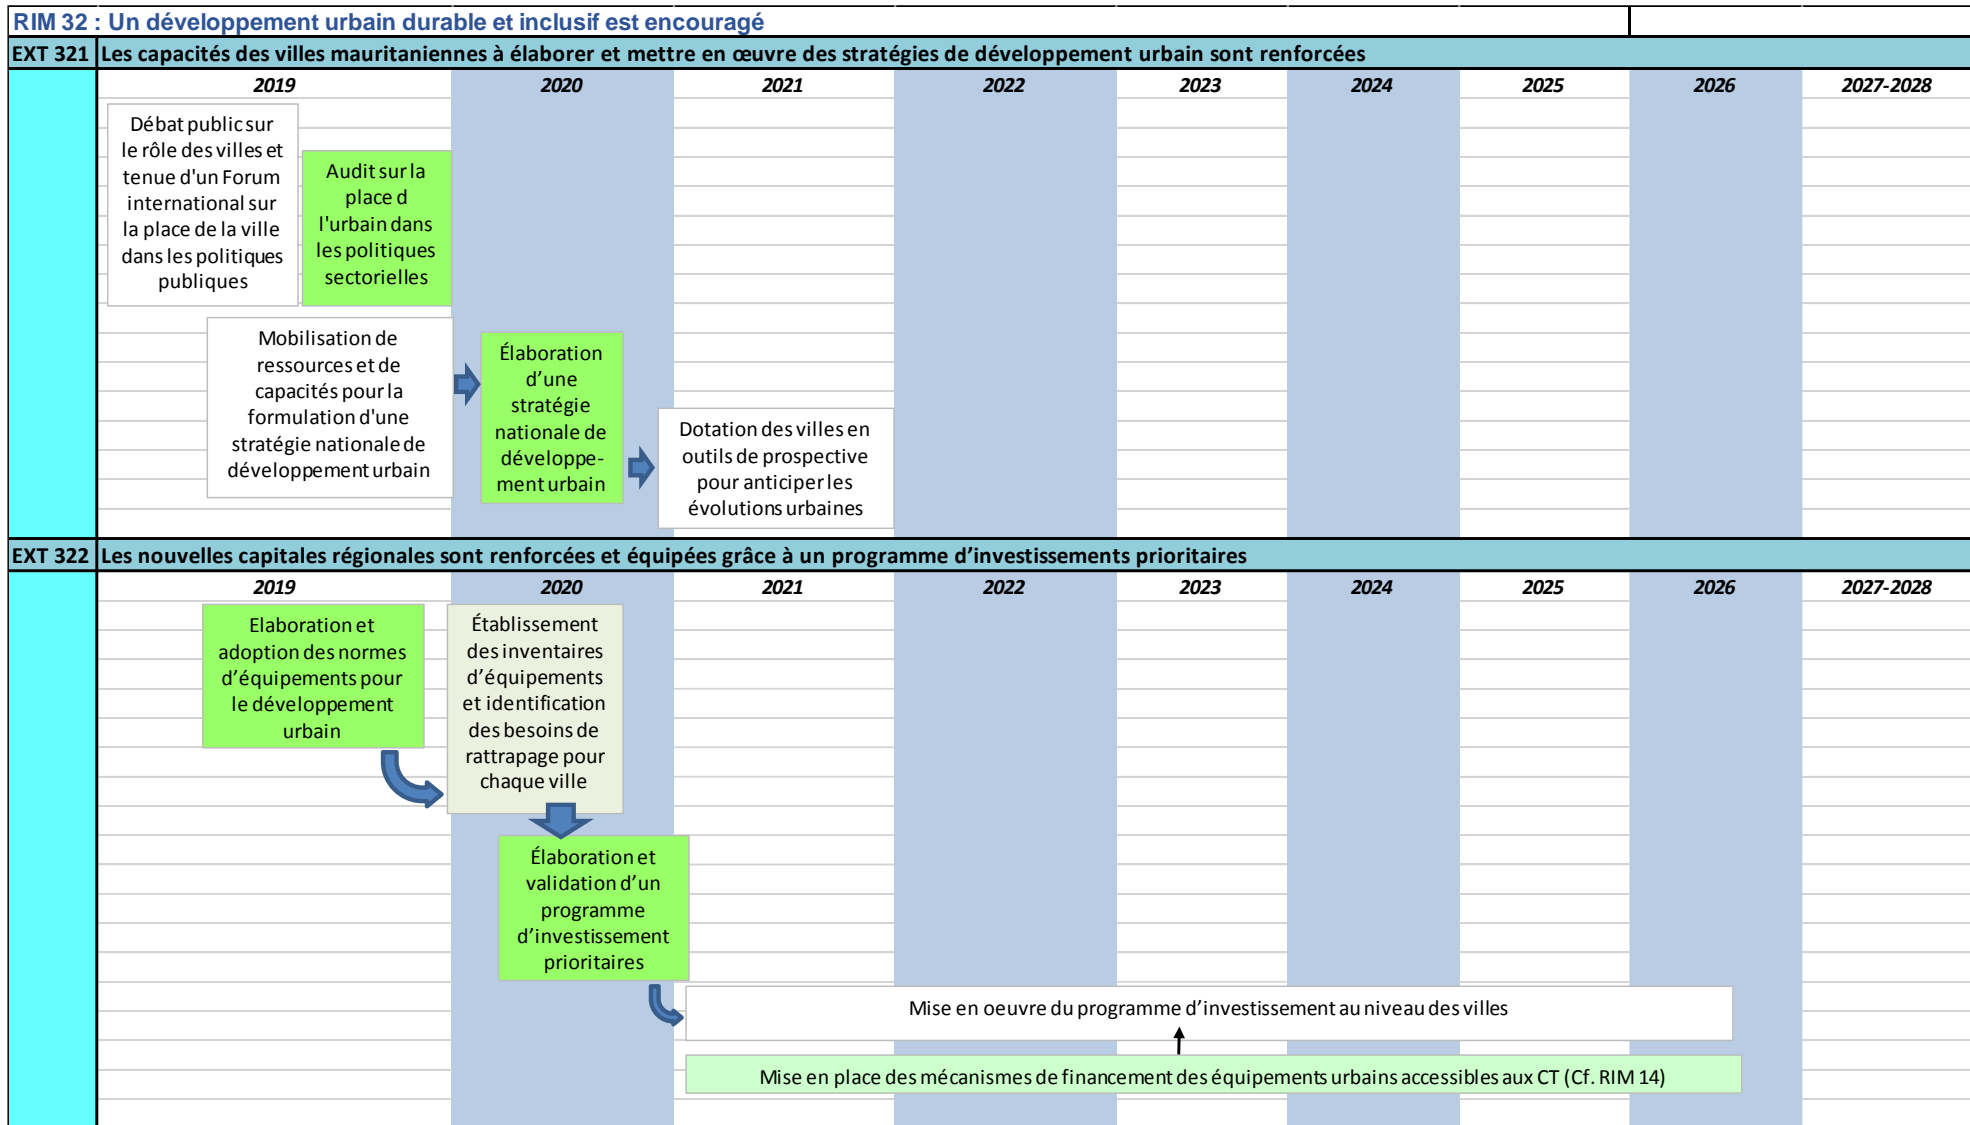 RIM 32 : Un développement urbain durable et inclusif est encouragé
EXT 321 Les capacités des villes mauritaniennes à élaborer et mettre en œuvre des stratégies de développement urbain sont renforcées
2019 2020 2021 2022 2023 2024 2025 2026 2027-2028
Débat public sur
le rôle des villes et
tenue d'un Forum
international sur
la place de la ville
dans les politiques
publiques
Audit sur la
place d
l'urbain dans
les politiques
sectorielles
Mobilisation de
ressources et de
capacités pour la
formulation d'une
stratégie nationale de
développement urbain
Élaboration
d’une
stratégie
nationale de
développe-
ment urbain
Dotation des villes en
outils de prospective
pour anticiper les
évolutions urbaines
EXT 322 Les nouvelles capitales régionales sont renforcées et équipées grâce à un programme d’investissements prioritaires
2019 2020 2021 2022 2023 2024 2025 2026 2027-2028
Elaboration et
adoption des normes
d’équipements pour
le développement
urbain
Établissement
des inventaires
d’équipements
et identification
des besoins de
rattrapage pour
chaque ville
Élaboration et
validation d’un
programme
d’investissement
prioritaires
Mise en oeuvre du programme d’investissement au niveau des villes
Mise en place des mécanismes de financement des équipements urbains accessibles aux CT (Cf. RIM 14)